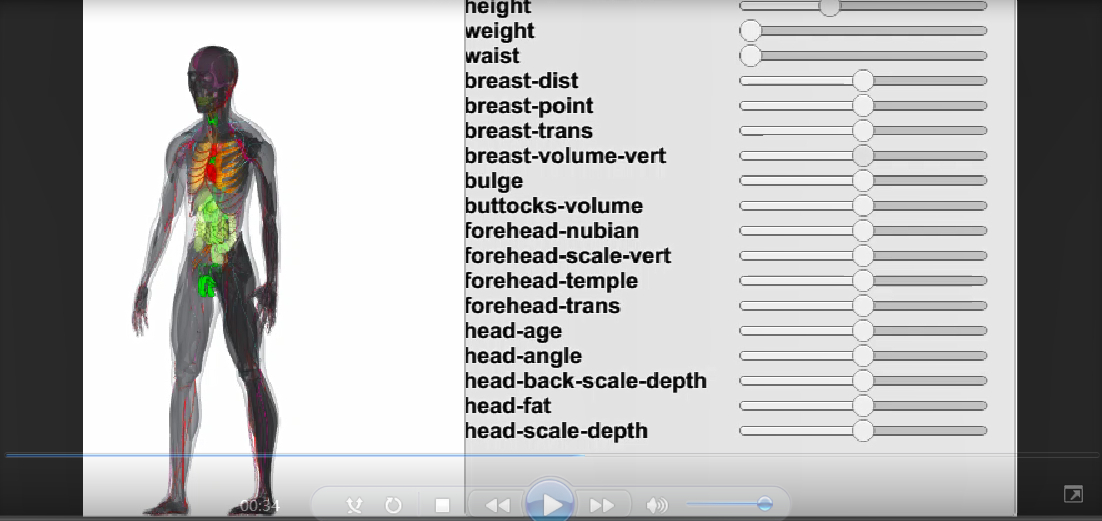 height
weight
waist
breast-dist
breast-point
breast-trans
breast-volume-vert
bulge
buttocks-volume
forehead-nubian
forehead-scale-vert
forehead-temple
forehead-trans
head-age
head-angle
head-back-scale-depth
head-fat
head-scale-depth
00:34